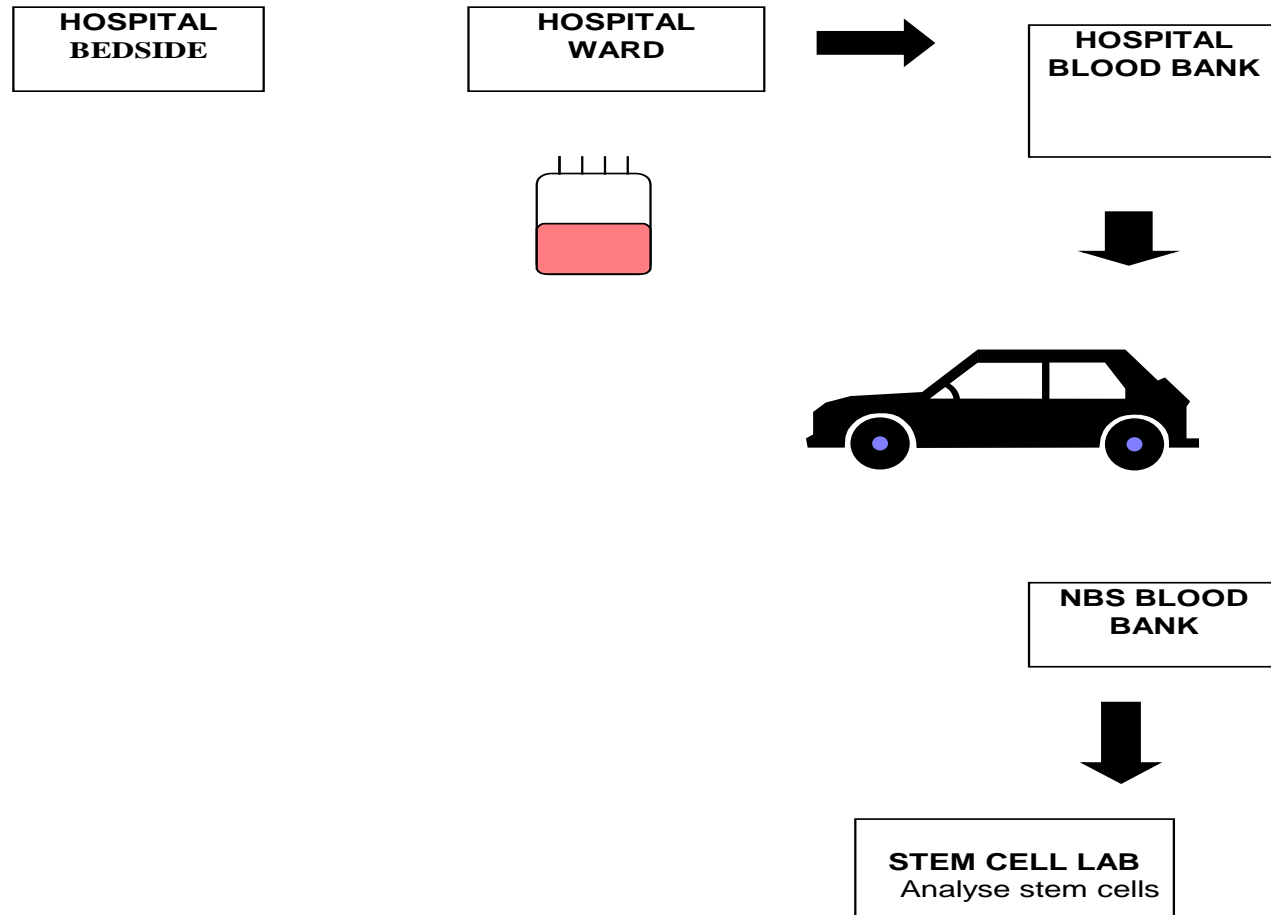 HOSPITAL
BEDSIDE
HOSPITAL
WARD
HOSPITAL
BLOOD BANK
NBS BLOOD
BANK
STEM CELL LAB
Analyse stem cells